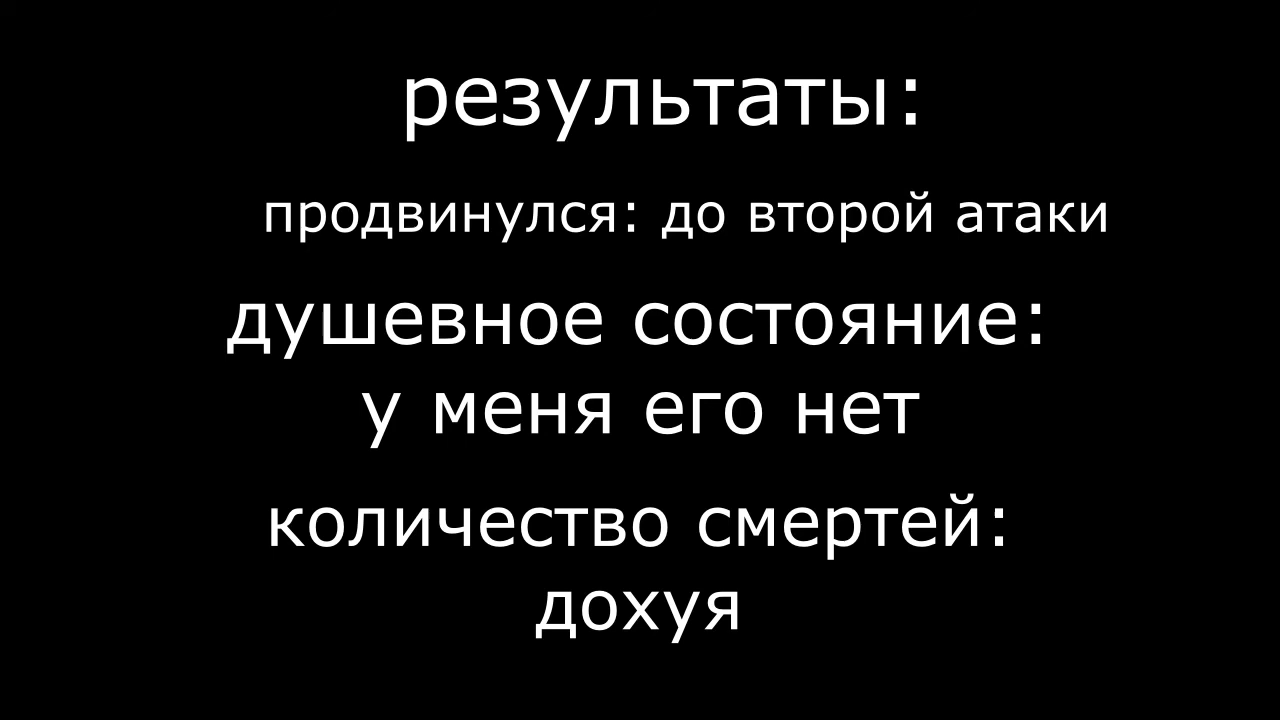 результаты:
продвинулся: до второй атаки
душевное состояние:
у меня его нет
количество смертей:
дохуя